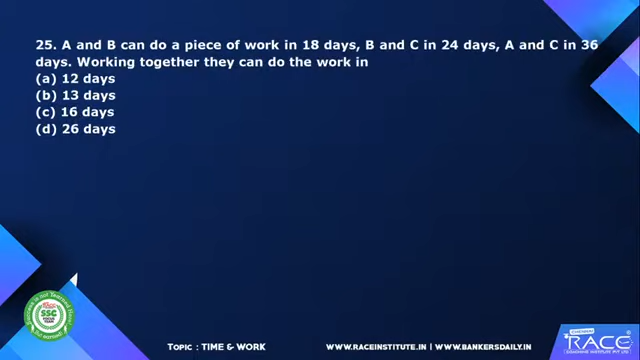 25. A and B can do a piece of work in 18 days, B and C in 24 days, A and C in 36
days. Working together they can do the work in
(a) 12 days
(b) 13 days
(c) 16 days
(d) 26 days
RACE
SSC
Topic : TIME & WORK
WWW.RACEINSTITUTE.IN | WWW.BANKERSDAILY.IN
RACE